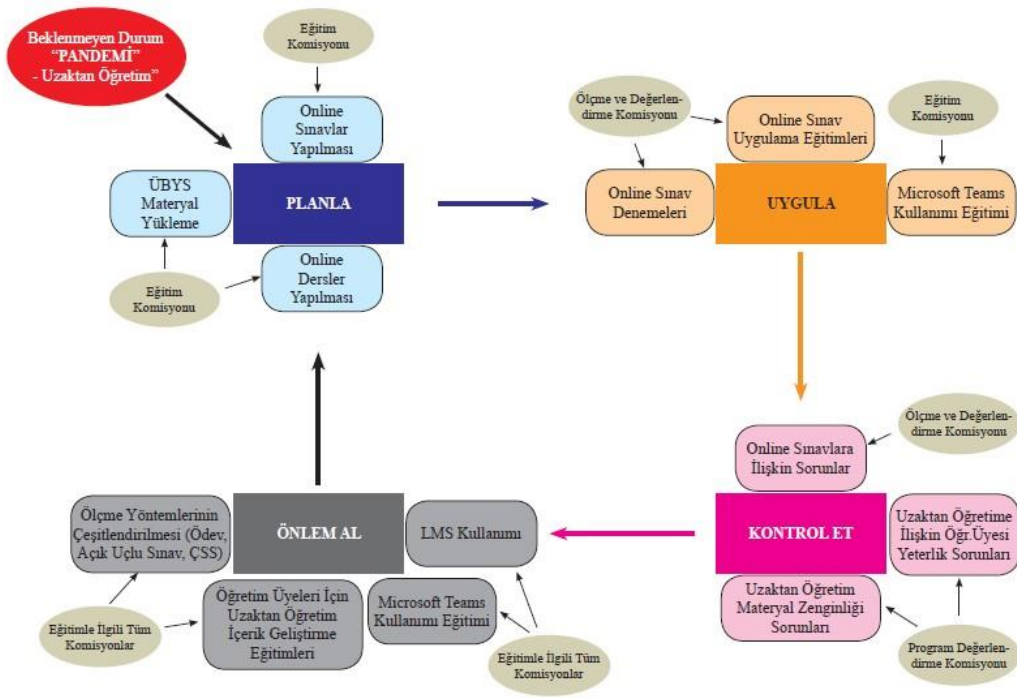 Beklenmeyen Durum
“PANDEMİ”
- Uzaktan Öğretim”
Eğitim
Komisyonu
Online
Sınavlar
Yapılması
ÜBYS
Materyal
Yükleme
PLANLA
Online
Dersler
Yapılması
Eğitim
Komisyonu
Ölçme ve Değerlen-
dirme Komisyonu
Online Sınav
Uygulama Eğitimleri
Eğitim
Komisyonu
Online Sınav
Denemeleri
UYGULA
Microsoft Teams
Kullanımı Eğitimi
Ölçme ve Değerlen-
dirme Komisyonu
Online Sınavlara
İlişkin Sorunlar
KONTROL ET
Uzaktan Öğretime
İlişkin Öğr.Üyesi
Yeterlik Sorunları
Uzaktan Öğretim
Materyal Zenginliği
Sorunları
Program Değerlen-
dirme Komisyonu
Ölçme Yöntemlerinin
Çeşitlendirilmesi (Ödev,
Açık Uçlu Sınav, ÇSS)
ÖNLEM AL
LMS Kullanımı
Öğretim Üyeleri İçin
Uzaktan Öğretim
İçerik Geliştirme
Eğitimleri
Microsoft Teams
Kullanımı Eğitimi
Eğitimle İlgili Tüm
Komisyonlar
Eğitimle İlgili Tüm
Komisyonlar